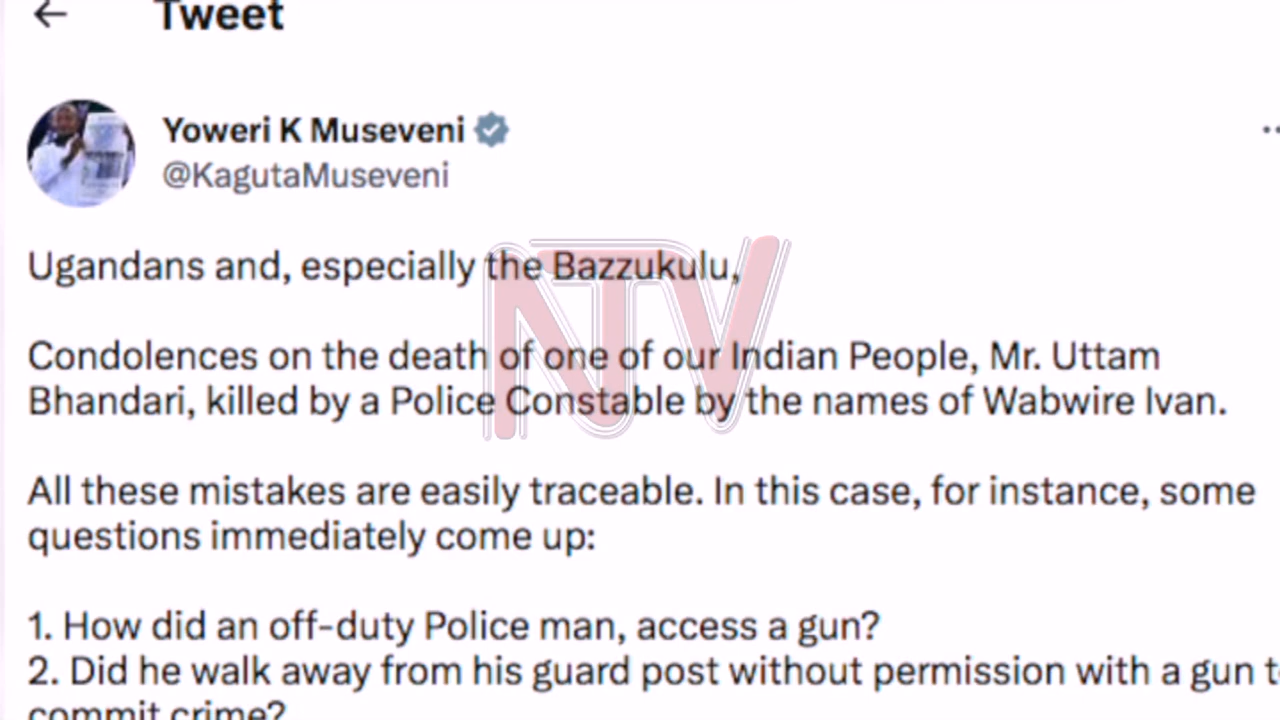 Tweet
Yoweri K Museveni
@KagutaMuseveni
Ugandans and, especially the Bazzukulu,
Condolences on the death of one of our Indian People, Mr. Uttam
Bhandari, killed by a Police Constable by the names of Wabwire Ivan.
All these mistakes are easily traceable. In this case, for instance, some
questions immediately come up:
1. How did an off-duty Police man, access a gun?
2. Did he walk away from his guard post without permission with a gun
commit crime?
NTV